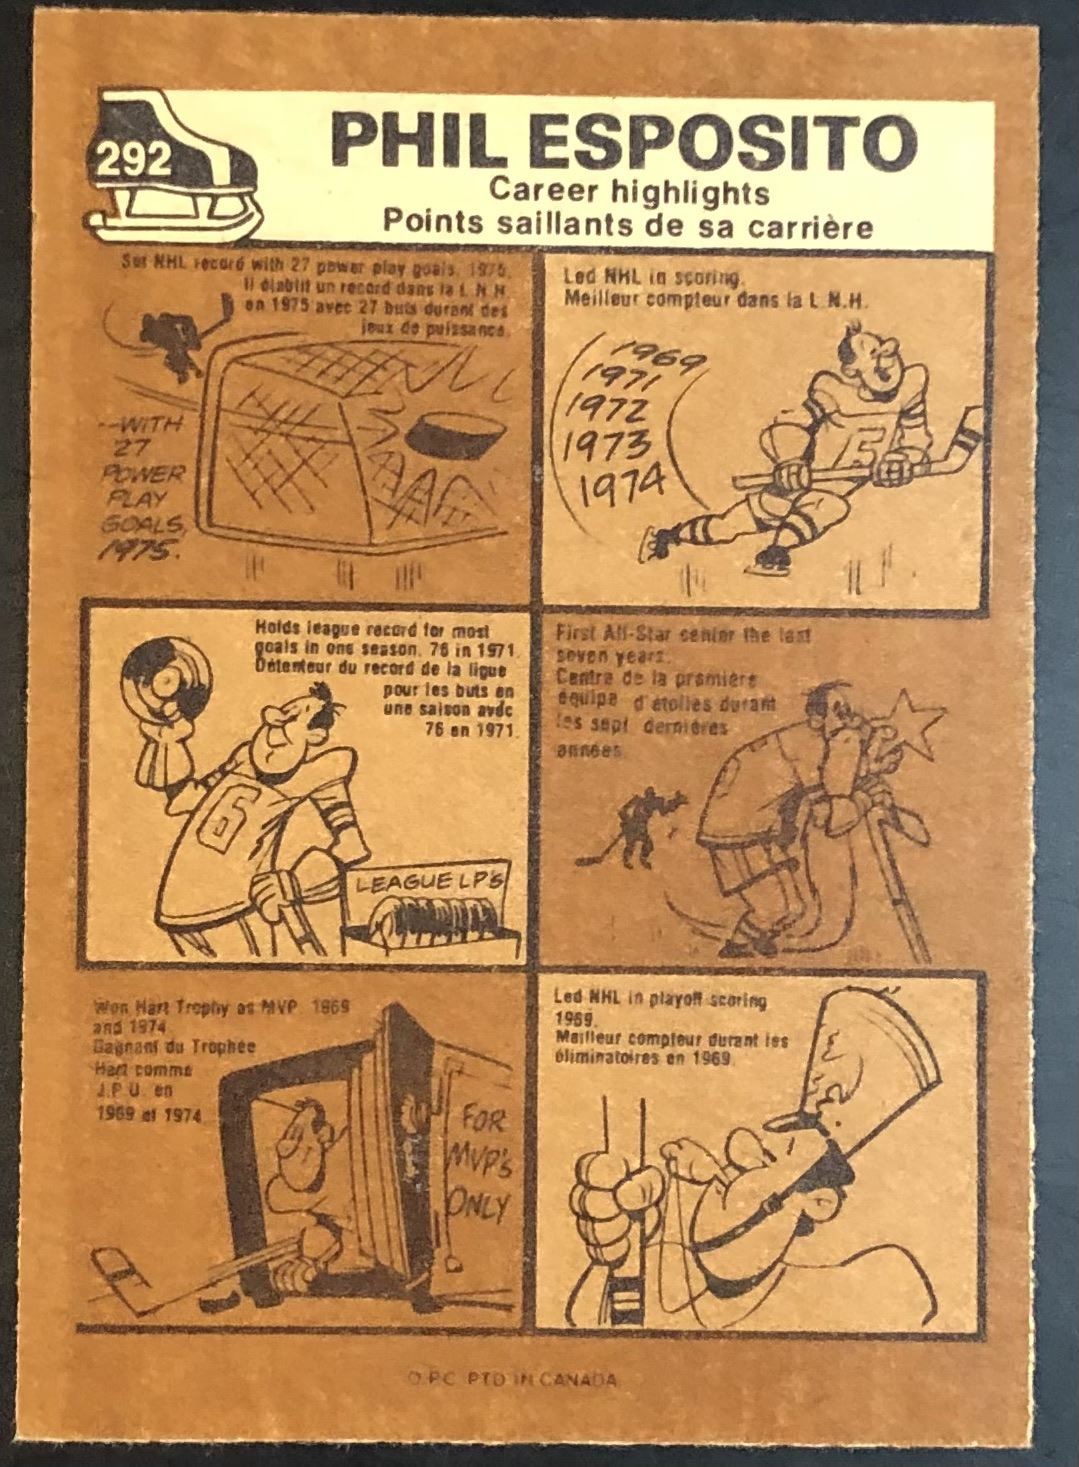 292
PHIL ESPOSITO
Career highlights
Points saillants de sa carrière
Set NHL record with 27 power play goals, 1975.
Il établit un record dans la L.N.H.
en 1975 avec 27 buts durant des
jeux de puissance.
--WITH
27
POWER
PLAY
GOALS,
1975.
Led NHL in scoring.
Meilleur compteur dans la L.N.H.
1969
1971
1972
1973
1974
5
Holds league record for most
goals in one season, 76 in 1971.
Détenteur du record de la ligue
pour les buts en
une saison avec
76 en 1971.
6
LEAGUE LP'S
First All-Star center the last
seven years.
Centre de la première
équipe d'étoiles durant
les sept dernières
années.
Won Hart Trophy as MVP 1969
and 1974.
Gagnant du Trophée
Hart comme
J.P.U. en
1969 et 1974
FOR
MVP'S
ONLY
Led NHL in playoff scoring
1969.
Meilleur compteur durant les
éliminatoires en 1969.
O.P.C. PTD IN CANADA